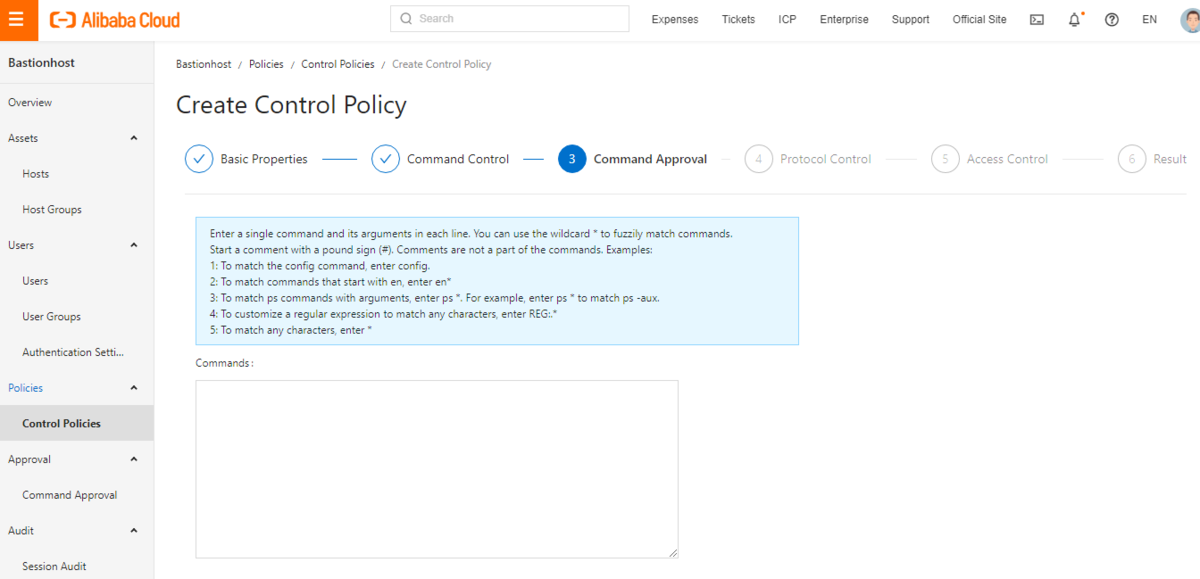 Alibaba Cloud
Search
Expenses
Tickets
ICP
Enterprise
Support
Official Site
EN
Bastionhost
Overview
Assets
Hosts
Host Groups
Users
Users
User Groups
Authentication Setti...
Policies
Control Policies
Approval
Command Approval
Audit
Session Audit
Bastionhost / Policies / Control Policies / Create Control Policy
Create Control Policy
Basic Properties
Command Control
3 Command Approval
4 Protocol Control
5 Access Control
6 Result
Enter a single command and its arguments in each line. You can use the wildcard * to fuzzily match commands.
Start a comment with a pound sign (#). Comments are not a part of the commands. Examples:
1: To match the config command, enter config.
2: To match commands that start with en, enter en*
3: To match ps commands with arguments, enter ps *. For example, enter ps * to match ps -aux.
4: To customize a regular expression to match any characters, enter REG:.*
5: To match any characters, enter *
Commands :